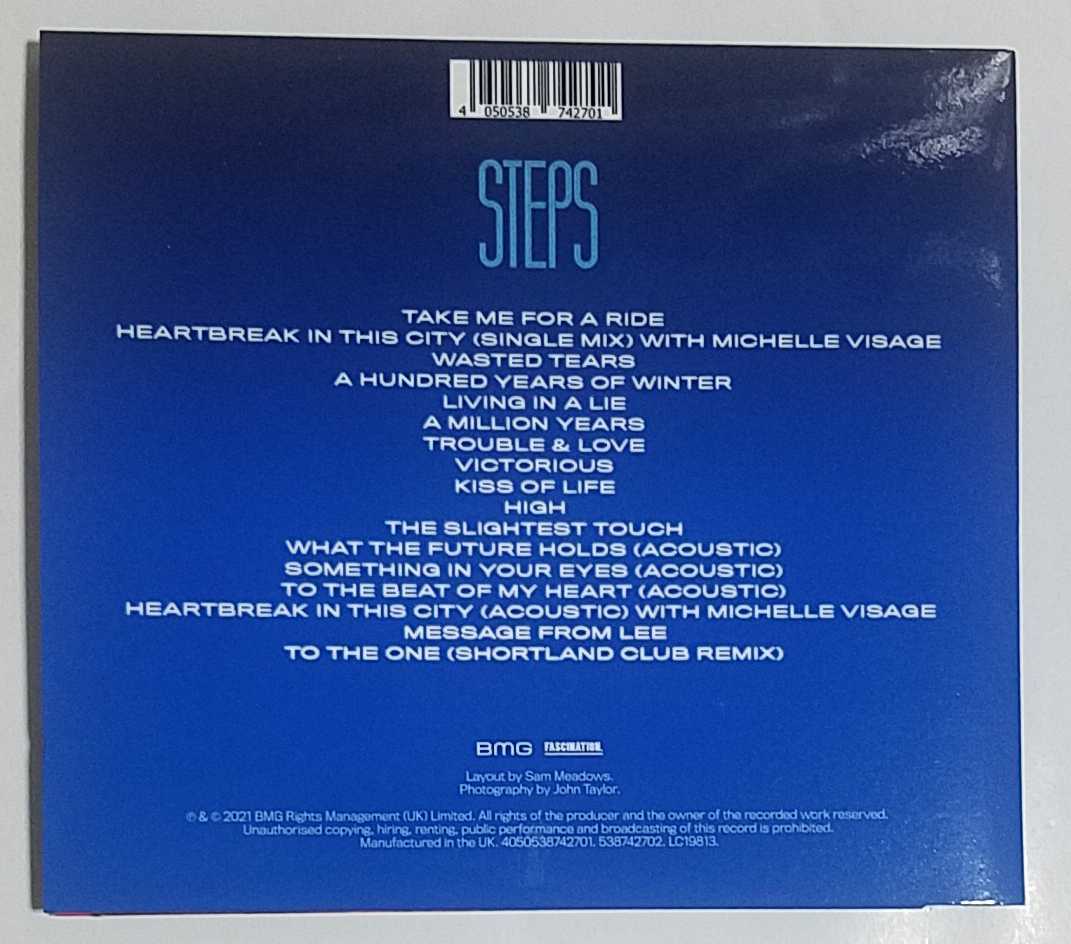 4 050538 742701
STEPS
TAKE ME FOR A RIDE
HEARTBREAK IN THIS CITY (SINGLE MIX) WITH MICHELLE VISAGE
WASTED TEARS
A HUNDRED YEARS OF WINTER
LIVING IN A LIE
A MILLION YEARS
TROUBLE & LOVE
VICTORIOUS
KISS OF LIFE
HIGH
THE SLIGHTEST TOUCH
WHAT THE FUTURE HOLDS (ACOUSTIC)
SOMETHING IN YOUR EYES (ACOUSTIC)
TO THE BEAT OF MY HEART (ACOUSTIC)
HEARTBREAK IN THIS CITY (ACOUSTIC) WITH MICHELLE VISAGE
MESSAGE FROM LEE
TO THE ONE (SHORTLAND CLUB REMIX)
BMG FASCINATION
Layout by Sam Meadows.
Photography by John Taylor.
℗ & © 2021 BMG Rights Management (UK) Limited. All rights of the producer and the owner of the recorded work reserved.
Unauthorised copying, hiring, renting, public performance and broadcasting of this record is prohibited.
Manufactured in the UK. 4050538742701. 538742702. LC19813.